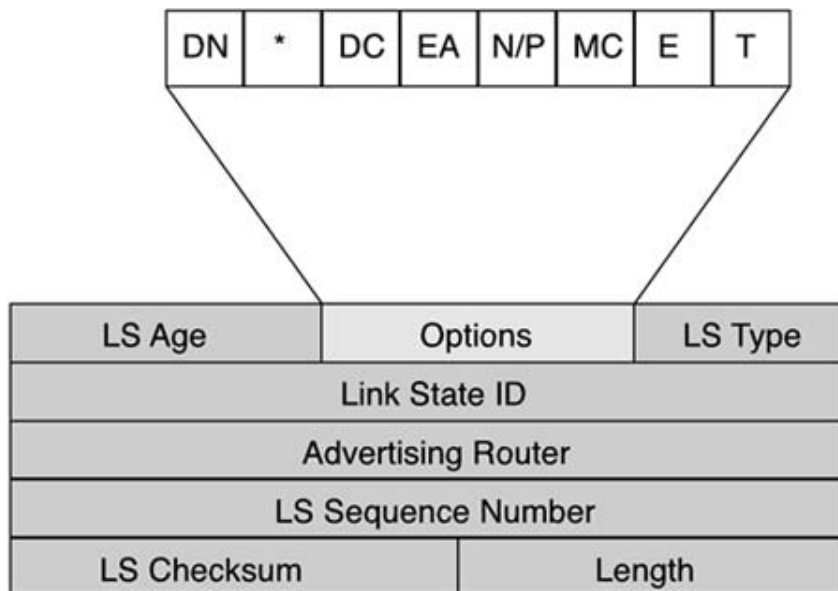 DN * DC EA N/P MC E T
LS Age Options LS Type
Link State ID
Advertising Router
LS Sequence Number
LS Checksum Length